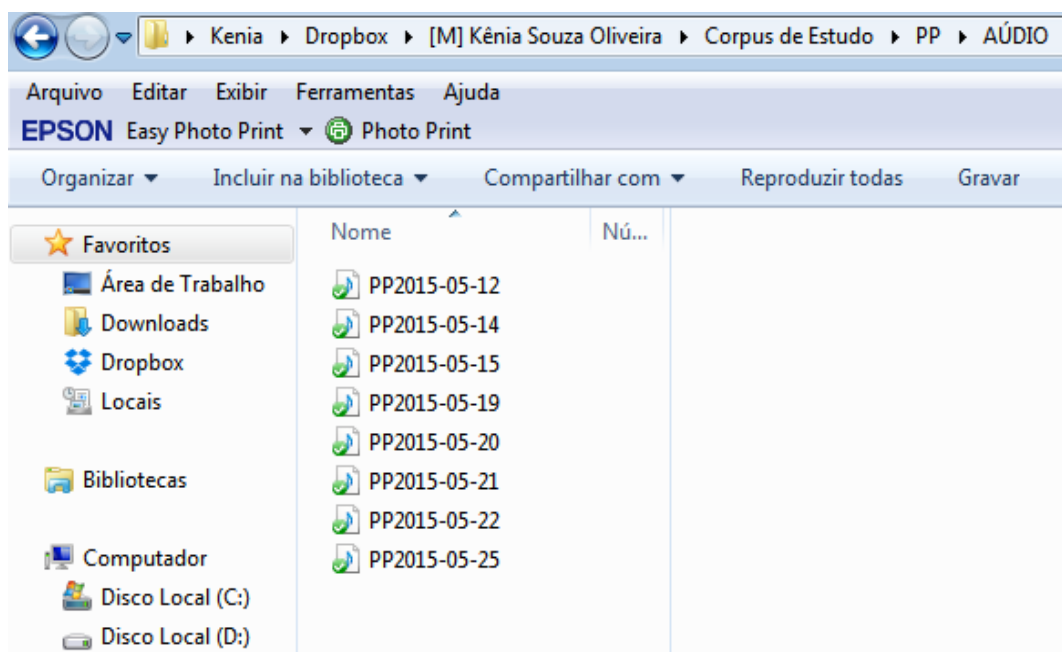 Kenia Dropbox [M] Kênia Souza Oliveira Corpus de Estudo PP AÚDIO
Arquivo Editar Exibir Ferramentas Ajuda
EPSON Easy Photo Print Photo Print
Organizar Incluir na biblioteca Compartilhar com Reproduzir todas Gravar
Favoritos
Área de Trabalho
Downloads
Dropbox
Locais
Bibliotecas
Computador
Disco Local (C:)
Disco Local (D:)
Nome Nú...
PP2015-05-12
PP2015-05-14
PP2015-05-15
PP2015-05-19
PP2015-05-20
PP2015-05-21
PP2015-05-22
PP2015-05-25